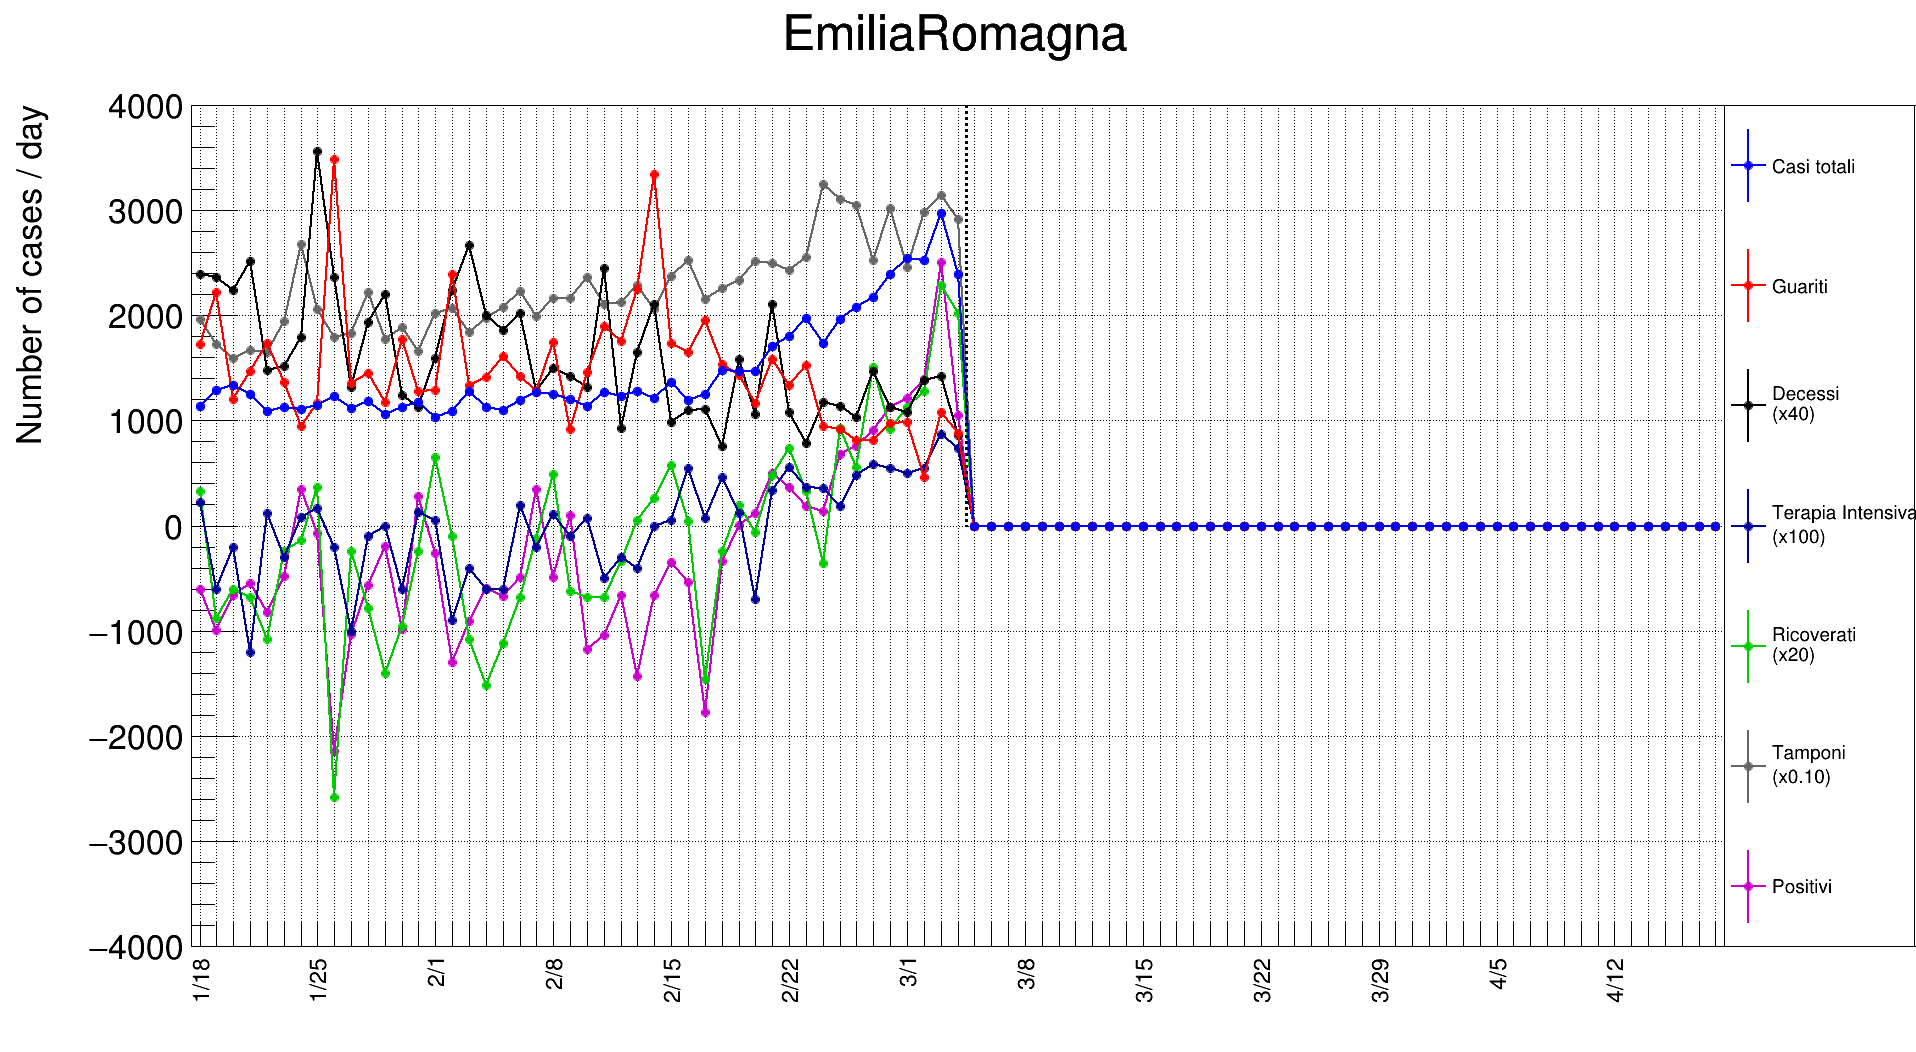 EmiliaRomagna
Number of cases / day
4000
3000
2000
1000
0
−1000
−2000
−3000
−4000
1/18
1/25
2/1
2/8
2/15
2/22
3/1
3/8
3/15
3/22
3/29
4/5
4/12
Casi totali
Guariti
Decessi
(x40)
Terapia Intensiva
(x100)
Ricoverati
(x20)
Tamponi
(x0.10)
Positivi